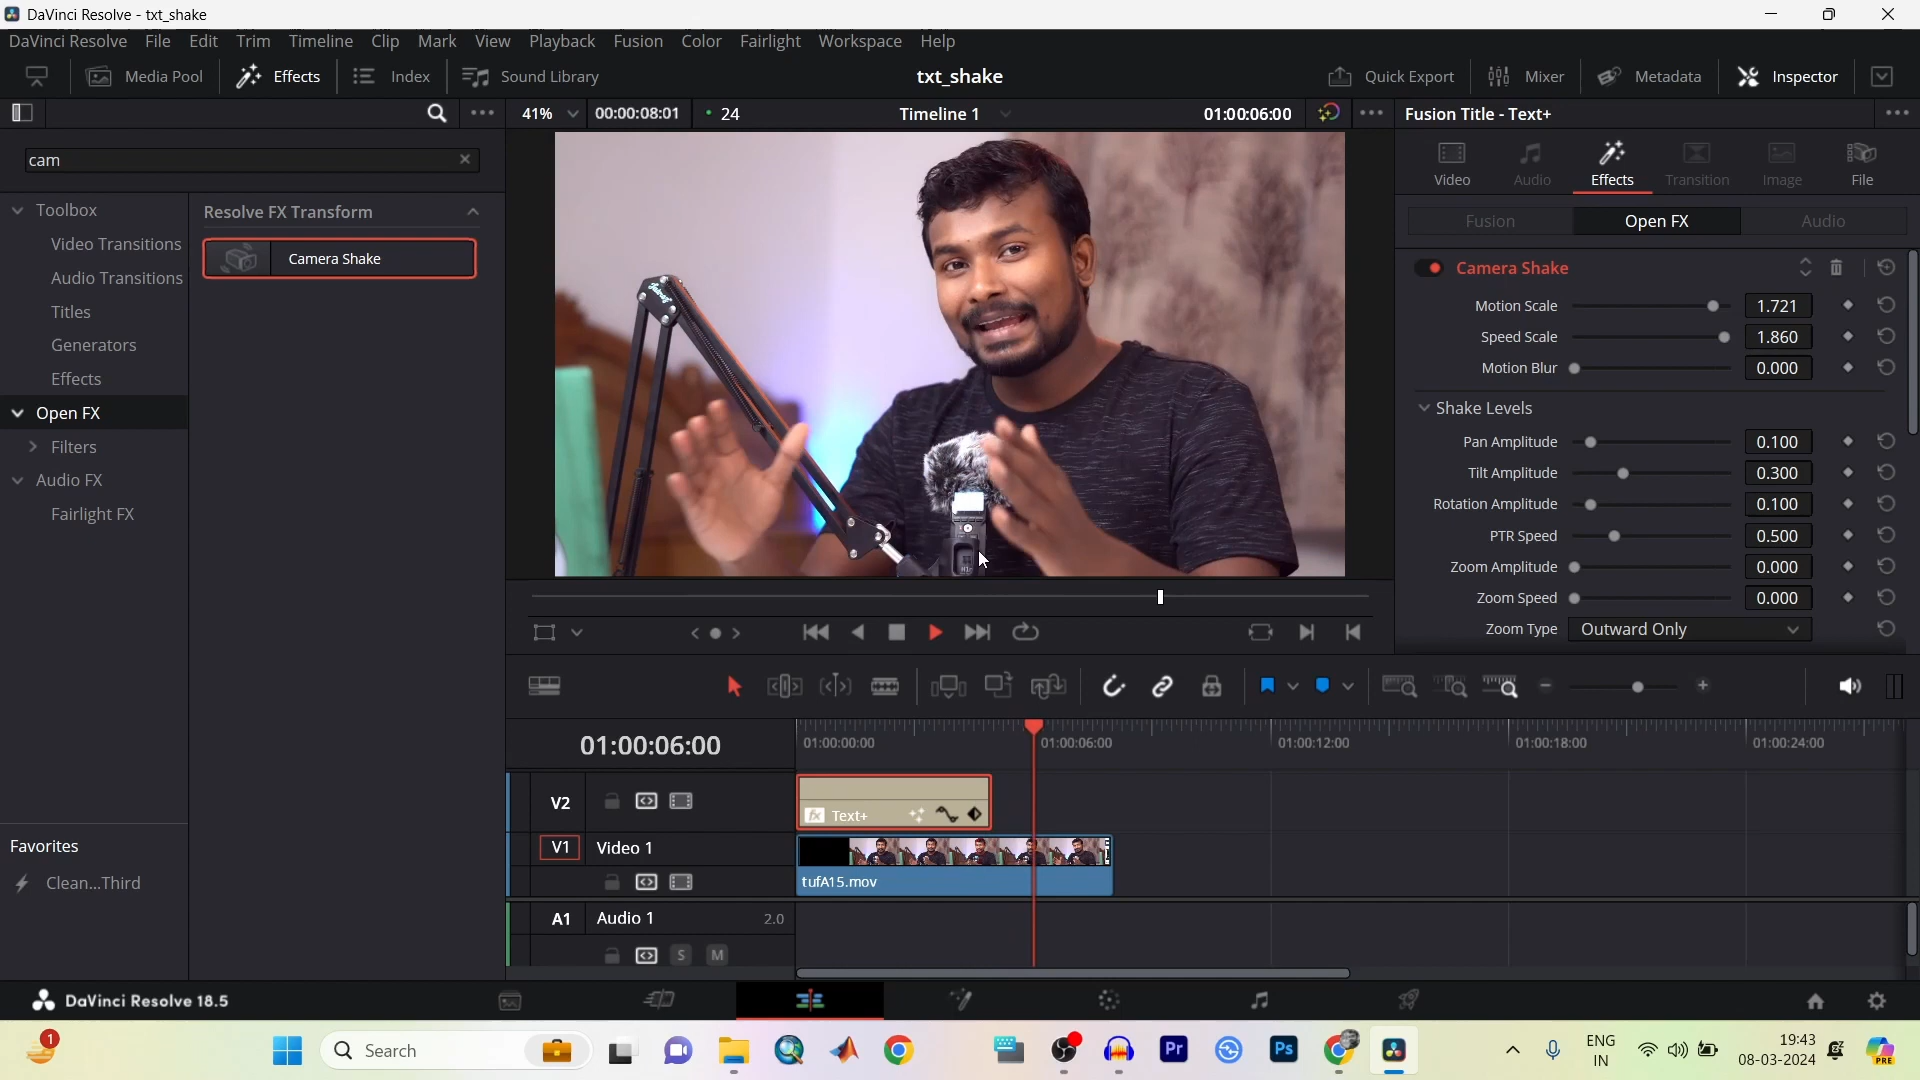 DaVinci Resolve - txt_shake
DaVinci Resolve File Edit Trim Timeline Clip Mark View Playback Fusion Color Fairlight Workspace Help
Media Pool Effects Index Sound Library txt_shake Quick Export Mixer Metadata Inspector
41% 00:00:08:01 24 Timeline 1 01:00:06:00 Fusion Title - Text+
cam
Toolbox
Video Transitions
Audio Transitions
Titles
Generators
Effects
Open FX
Filters
Audio FX
Fairlight FX
Favorites
Clean...Third
Resolve FX Transform
Camera Shake
Video Audio Effects Transition Image File
Fusion Open FX Audio
Camera Shake
Motion Scale 1.721
Speed Scale 1.860
Motion Blur 0.000
Shake Levels
Pan Amplitude 0.100
Tilt Amplitude 0.300
Rotation Amplitude 0.100
PTR Speed 0.500
Zoom Amplitude 0.000
Zoom Speed 0.000
Zoom Type Outward Only
01:00:06:00 01:00:00:00 01:00:06:00 01:00:12:00 01:00:18:00 01:00:24:00
V2 fx Text+
V1 Video 1
tufA15.mov
A1 Audio 1 2.0
S M
DaVinci Resolve 18.5
1 Search Pr Ps ENG
IN 19:43
08-03-2024 PRE